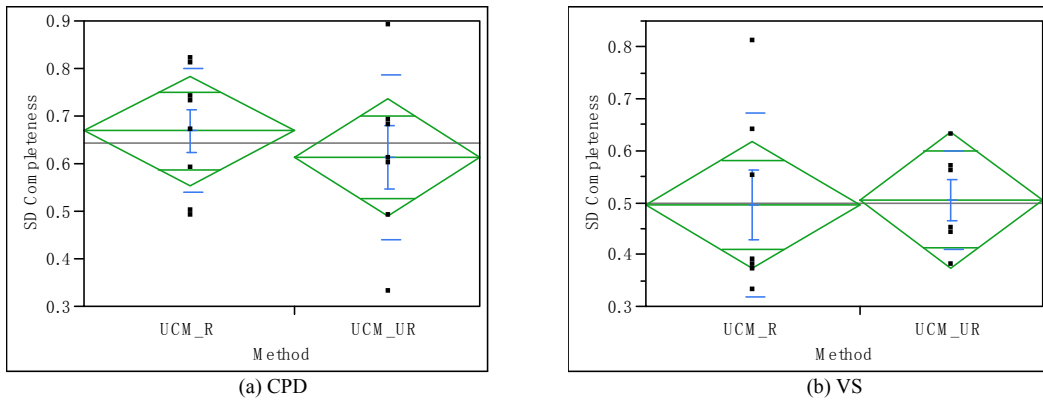 0.9
0.8
0.7
0.6
0.5
0.4
0.3
SD Completeness
UCM_R
UCM_UR
Method
(a) CPD
0.9
0.8
0.7
0.6
0.5
0.4
0.3
SD Completeness
UCM_R
UCM_UR
Method
(b) VS